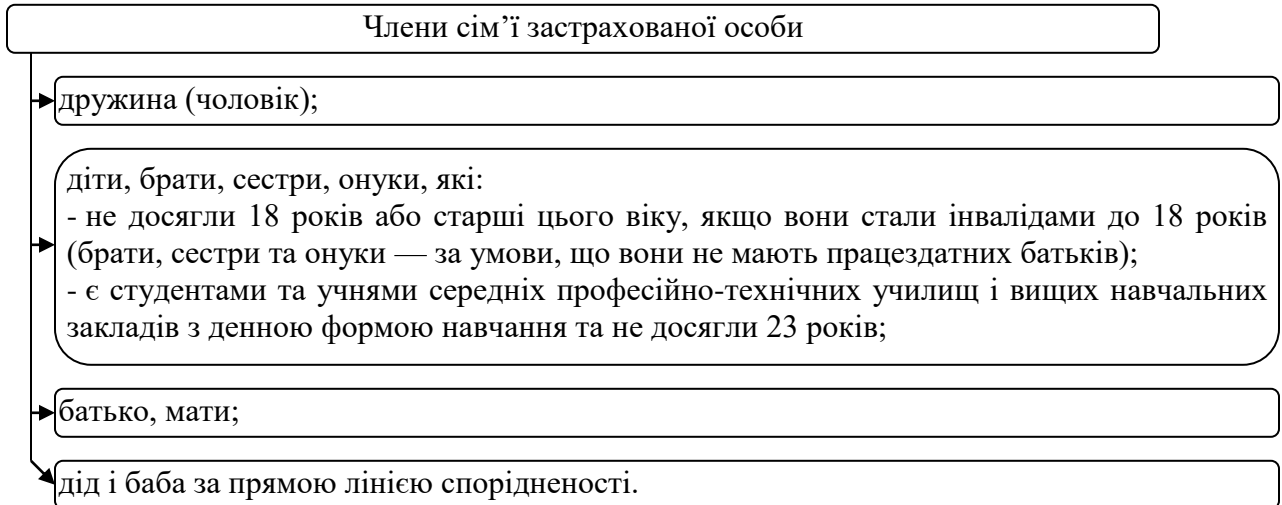 Члени сім’ї застрахованої особи
дружина (чоловік);
діти, брати, сестри, онуки, які:
- не досягли 18 років або старші цього віку, якщо вони стали інвалідами до 18 років
(брати, сестри та онуки — за умови, що вони не мають працездатних батьків);
- є студентами та учнями середніх професійно-технічних училищ і вищих навчальних
закладів з денною формою навчання та не досягли 23 років;
батько, мати;
дід і баба за прямою лінією спорідненості.